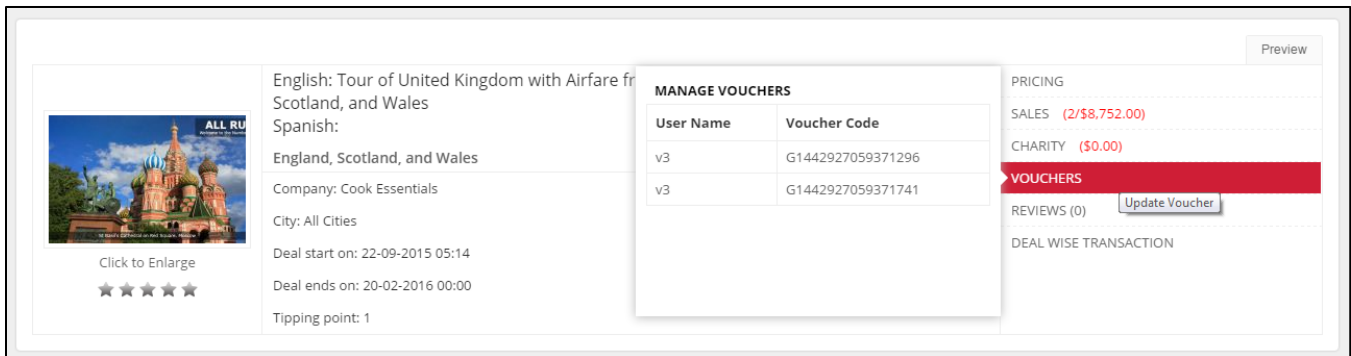 Preview
ALL RU
Click to Enlarge
English: Tour of United Kingdom with Airfare fr
Scotland, and Wales
Spanish:
England, Scotland, and Wales
Company: Cook Essentials
City: All Cities
Deal start on: 22-09-2015 05:14
Deal ends on: 20-02-2016 00:00
Tipping point: 1
MANAGE VOUCHERS
User Name Voucher Code
v3 G1442927059371296
v3 G1442927059371741
PRICING
SALES (2/$8,752.00)
CHARITY ($0.00)
VOUCHERS
Update Voucher
REVIEWS (0)
DEAL WISE TRANSACTION